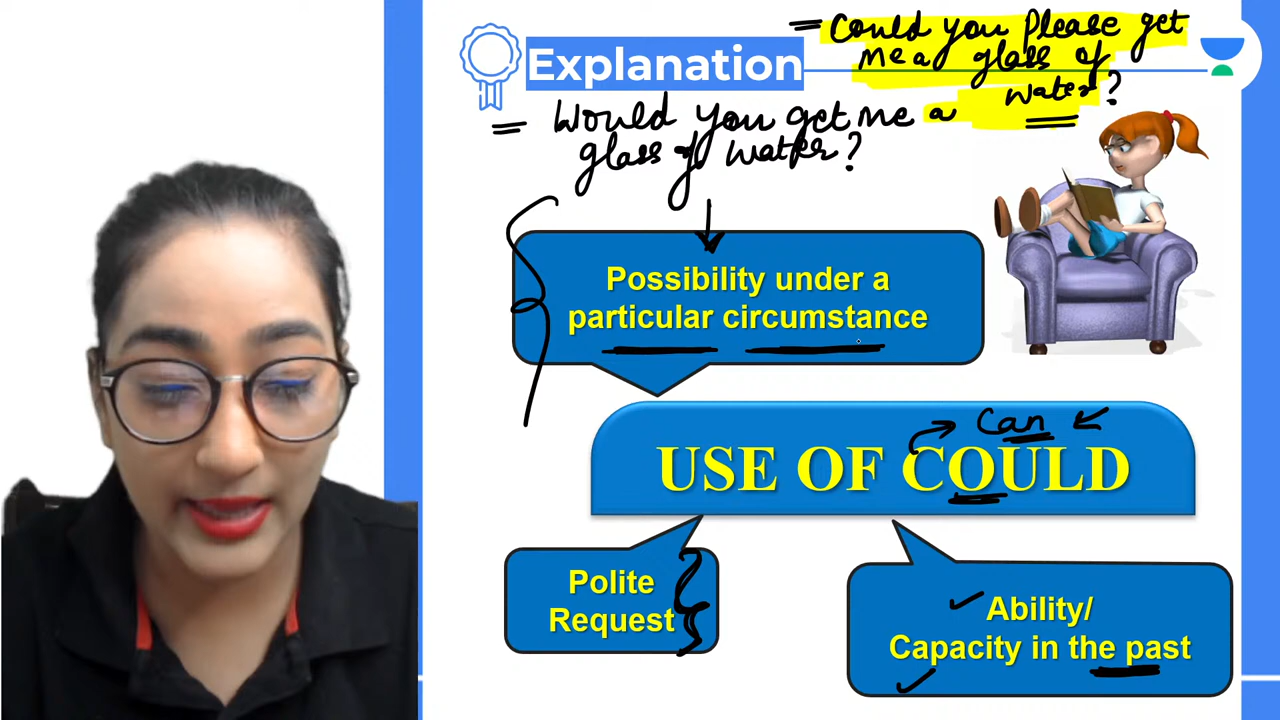 = Could you Please get
me a glass of
water?
Explanation
= Would you get me a
glass of water?
Possibility under a
particular circumstance
Can
USE OF COULD
Polite
Request
Ability/
Capacity in the past